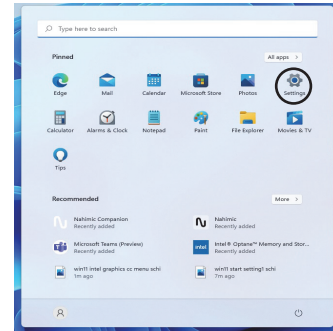 Type here to search
Pinned
All apps >
Edge
Mail
Calendar
Microsoft Store
Photos
Settings
Calculator
Alarms & Clock
Notepad
Paint
File Explorer
Movies & TV
Tips
Recommended
More >
Nahimic Companion
Recently added
Nahimic
Recently added
Microsoft Teams (Preview)
Recently added
intel
Intel® Optane™ Memory and Stor...
Recently added
win11 intel graphics cc menu schi
1m ago
win11 start setting1 schi
7m ago